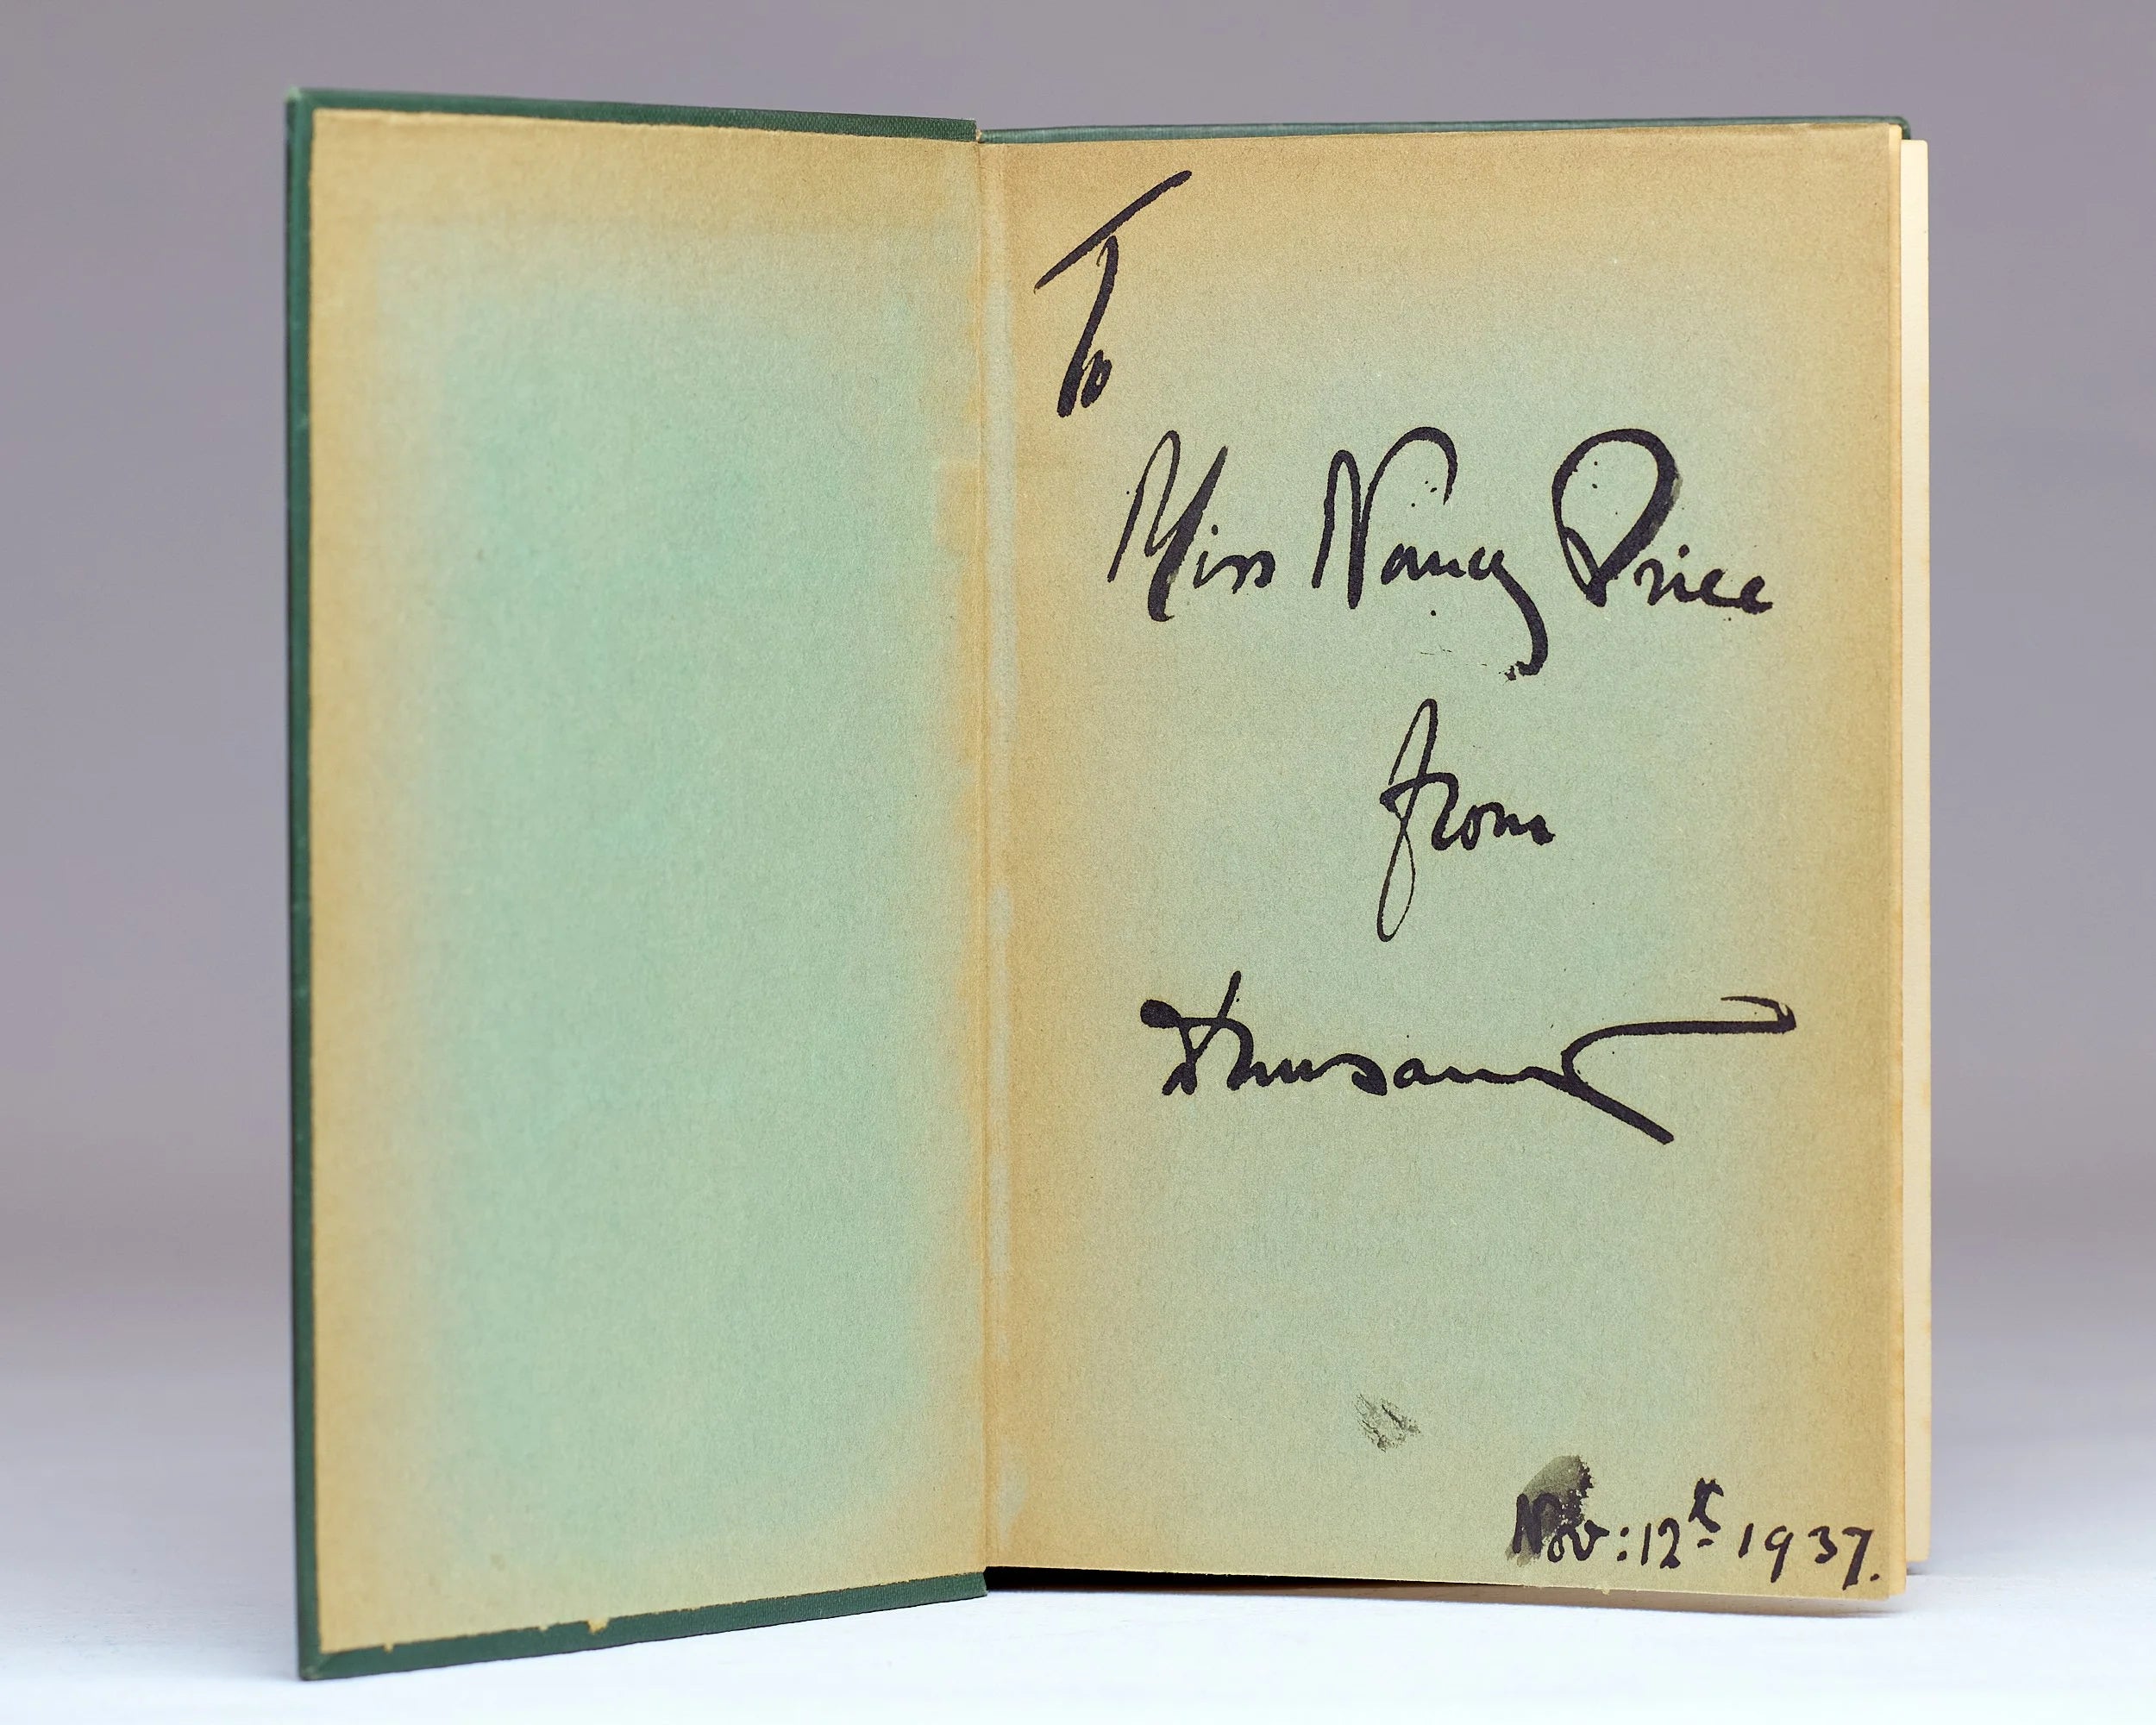 To
Miss Nancy Price
from
Dunsany
Nov: 12th 1937.